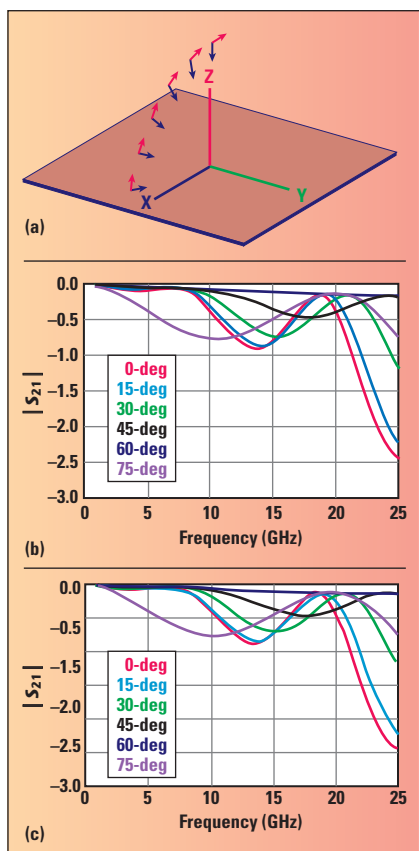 Z
X
Y
(a)
0.0
–0.5
–1.0
–1.5
–2.0
–2.5
–3.0
|S21|
0-deg
15-deg
30-deg
45-deg
60-deg
75-deg
0 5 10 15 20 25
Frequency (GHz)
(b)
0.0
–0.5
–1.5
–2.0
–2.5
–3.0
|S21|
0-deg
15-deg
30-deg
45-deg
60-deg
75-deg
0 5 10 15 20 25
Frequency (GHz)
(c)